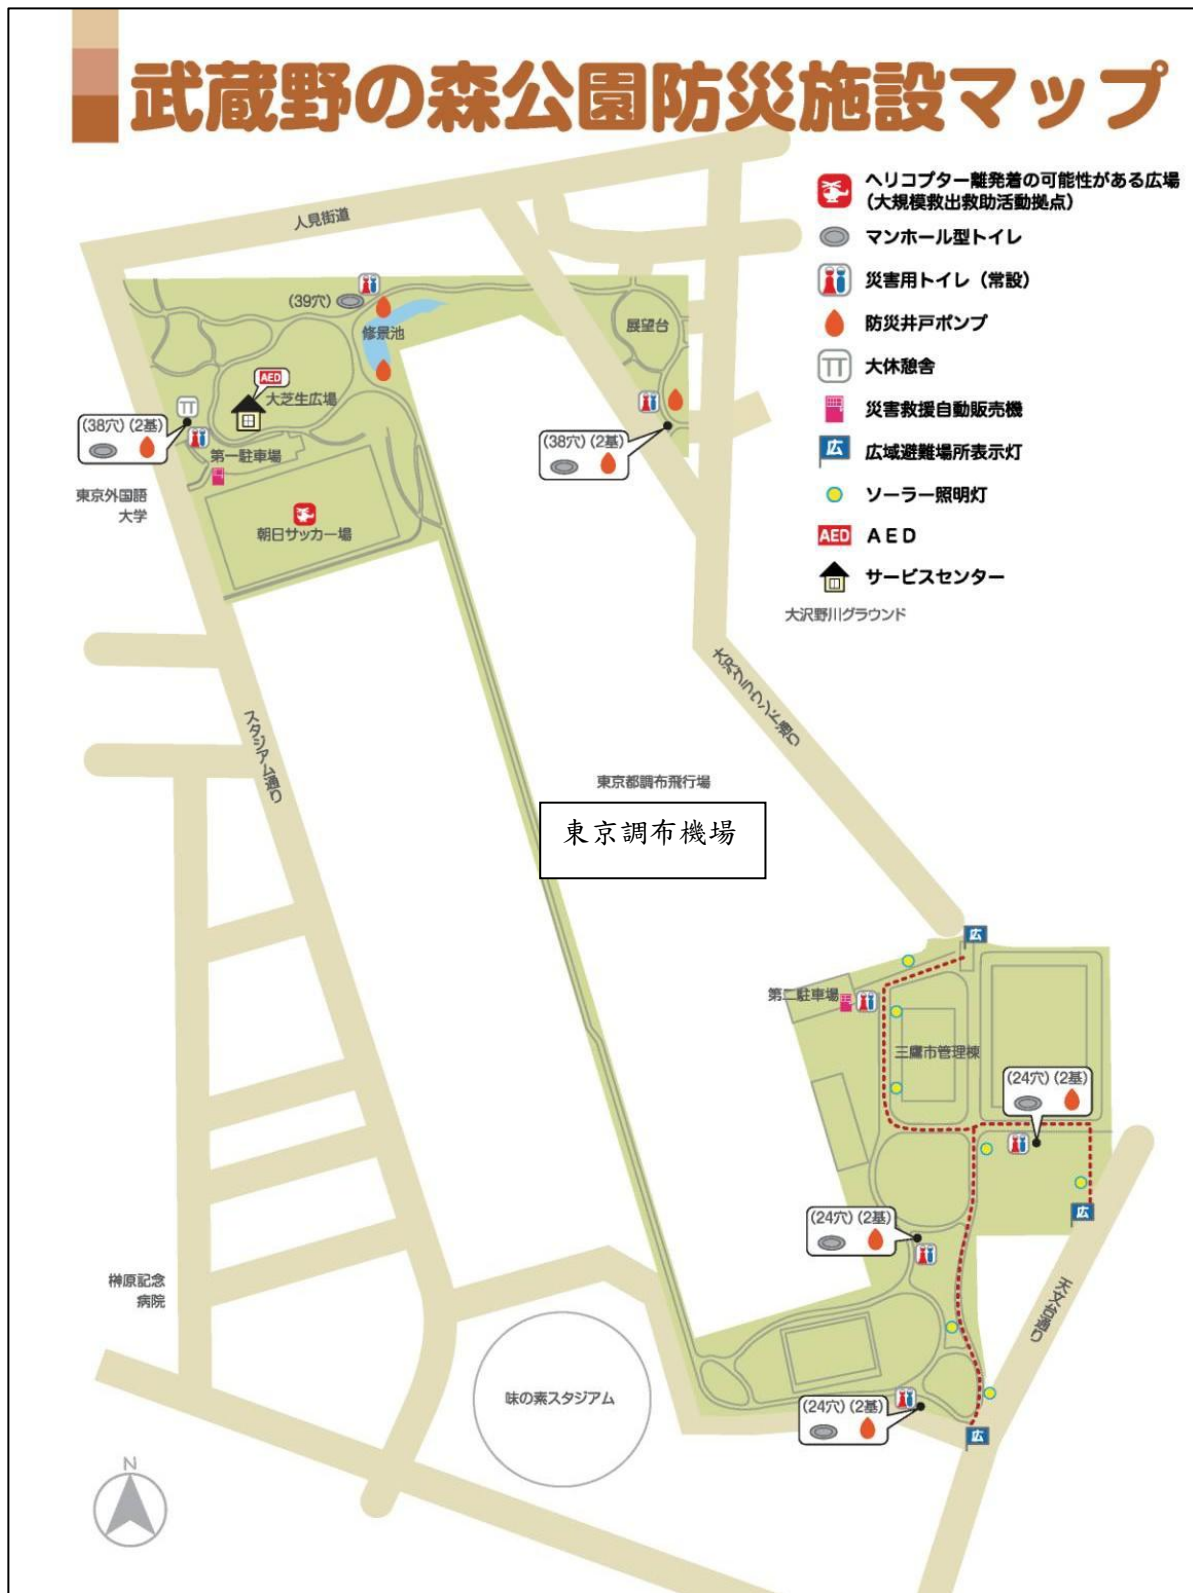 武蔵野の森公園防災施設マップ
ヘリコプター離発着の可能性がある広場
(大規模救出救助活動拠点)
マンホール型トイレ
災害用トイレ(常設)
防災井戸ポンプ
大休憩舎
災害救援自動販売機
広
広域避難場所表示灯
ソーラー照明灯
AED
AED
サービスセンター
人見街道
(39穴)
修景池
展望台
AED
大芝生広場
(38穴)(2基)
第一駐車場
(38穴)(2基)
東京外国語
大学
朝日サッカー場
大沢野川グラウンド
大沢グラウンド通り
スタジアム通り
東京都調布飛行場
東京調布機場
広
第二駐車場
三鷹市管理棟
(24穴)(2基)
広
(24穴)(2基)
榊原記念
病院
天文台通り
味の素スタジアム
(24穴)(2基)
広
N